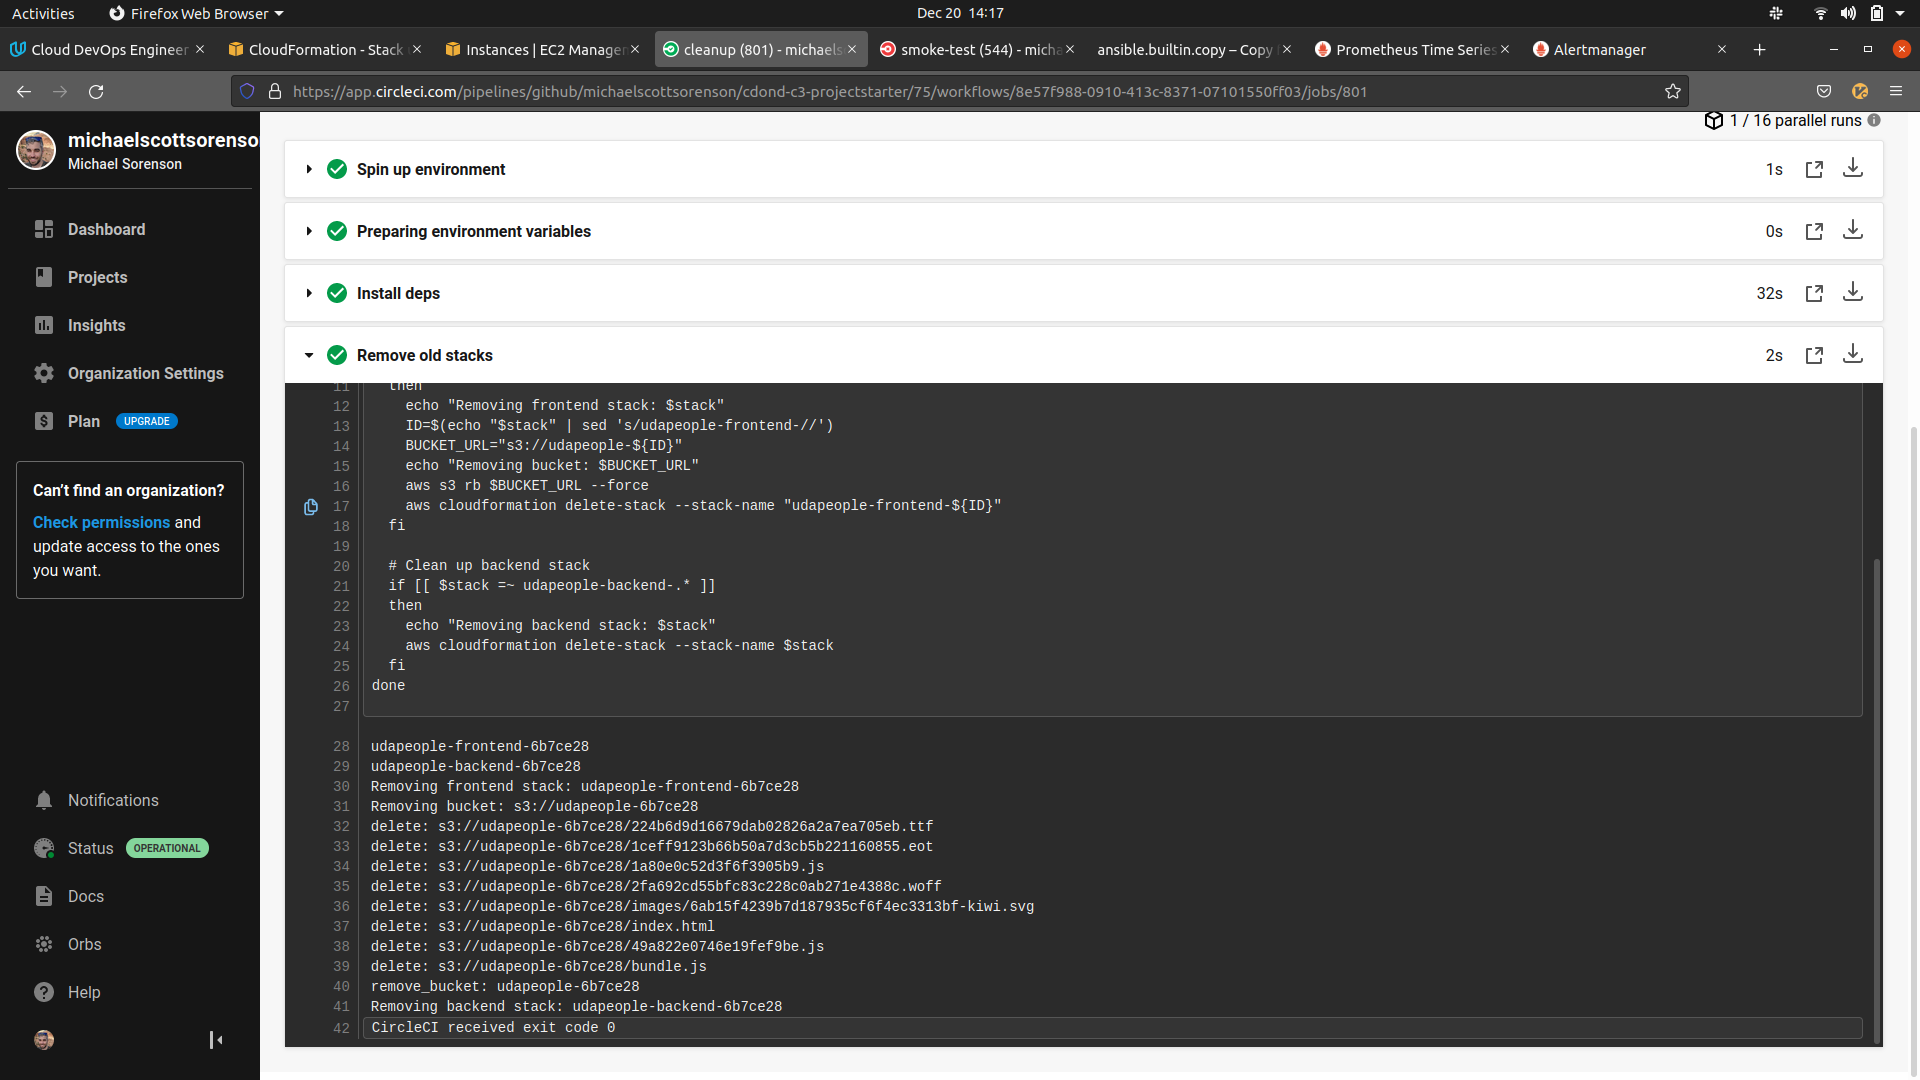 Activities
Firefox Web Browser
Dec 20 14:17
Cloud DevOps Engineer
CloudFormation - Stack
Instances | EC2 Manage
cleanup (801) - michaels
smoke-test (544) - micha
ansible.builtin.copy – Copy
Prometheus Time Series
Alertmanager
https://app.circleci.com/pipelines/github/michaelscottsorenson/cdond-c3-projectstarter/75/workflows/8e57f988-0910-413c-8371-07101550ff03/jobs/801
michaelscottsorenso
Michael Sorenson
Dashboard
Projects
Insights
Organization Settings
Plan UPGRADE
Can't find an organization?
Check permissions and
update access to the ones
you want.
Notifications
Status OPERATIONAL
Docs
Orbs
Help
1 / 16 parallel runs
Spin up environment 1s
Preparing environment variables 0s
Install deps 32s
Remove old stacks 2s
11 then
12 echo "Removing frontend stack: $stack"
13 ID=$(echo "$stack" | sed 's/udapeople-frontend-//')
14 BUCKET_URL="s3://udapeople-${ID}"
15 echo "Removing bucket: $BUCKET_URL"
16 aws s3 rb $BUCKET_URL --force
17 aws cloudformation delete-stack --stack-name "udapeople-frontend-${ID}"
18 fi
19
20 # Clean up backend stack
21 if [[ $stack =~ udapeople-backend-.* ]]
22 then
23 echo "Removing backend stack: $stack"
24 aws cloudformation delete-stack --stack-name $stack
25 fi
26 done
27
28 udapeople-frontend-6b7ce28
29 udapeople-backend-6b7ce28
30 Removing frontend stack: udapeople-frontend-6b7ce28
31 Removing bucket: s3://udapeople-6b7ce28
32 delete: s3://udapeople-6b7ce28/224b6d9d16679dab02826a2a7ea705eb.ttf
33 delete: s3://udapeople-6b7ce28/1ceff9123b66b50a7d3cb5b221160855.eot
34 delete: s3://udapeople-6b7ce28/1a80e0c52d3f6f3905b9.js
35 delete: s3://udapeople-6b7ce28/2fa692cd55bfc83c228c0ab271e4388c.woff
36 delete: s3://udapeople-6b7ce28/images/6ab15f4239b7d187935cf6f4ec3313bf-kiwi.svg
37 delete: s3://udapeople-6b7ce28/index.html
38 delete: s3://udapeople-6b7ce28/49a822e0746e19fef9be.js
39 delete: s3://udapeople-6b7ce28/bundle.js
40 remove_bucket: udapeople-6b7ce28
41 Removing backend stack: udapeople-backend-6b7ce28
42 CircleCI received exit code 0